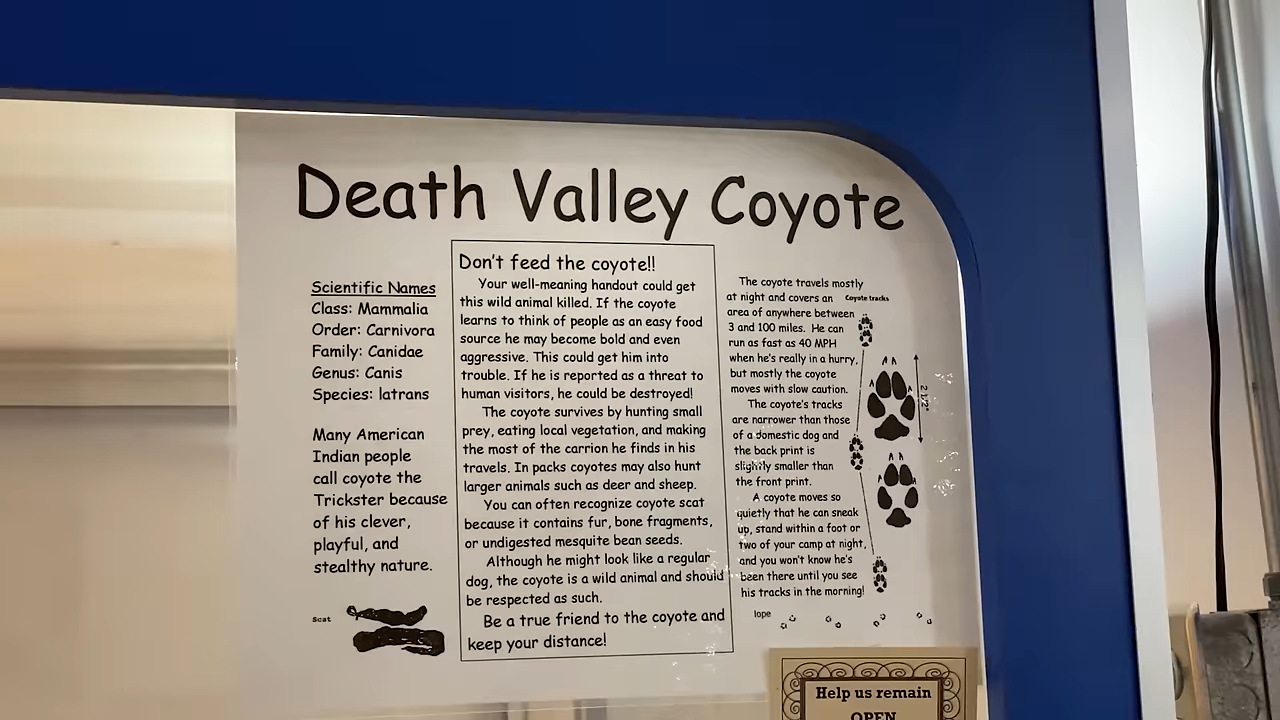 Death Valley Coyote
Scientific Names
Class: Mammalia
Order: Carnivora
Family: Canidae
Genus: Canis
Species: latrans
Many American
Indian people
call coyote the
Trickster because
of his clever,
playful, and
stealthy nature.
Scat
Don't feed the coyote!!
Your well-meaning handout could get
this wild animal killed. If the coyote
learns to think of people as an easy food
source he may become bold and even
aggressive. This could get him into
trouble. If he is reported as a threat to
human visitors, he could be destroyed!
The coyote survives by hunting small
prey, eating local vegetation, and making
the most of the carrion he finds in his
travels. In packs coyotes may also hunt
larger animals such as deer and sheep.
You can often recognize coyote scat
because it contains fur, bone fragments,
or undigested mesquite bean seeds.
Although he might look like a regular
dog, the coyote is a wild animal and should
be respected as such.
Be a true friend to the coyote and
keep your distance!
The coyote travels mostly
at night and covers an
area of anywhere between
3 and 100 miles. He can
run as fast as 40 MPH
when he's really in a hurry,
but mostly the coyote
moves with slow caution.
The coyote's tracks
are narrower than those
of a domestic dog and
the back print is
slightly smaller than
the front print.
A coyote moves so
quietly that he can sneak
up, stand within a foot or
two of your camp at night,
and you won't know he's
been there until you see
his tracks in the morning!
Coyote tracks
2 1/2"
lope
Help us remain
OPEN